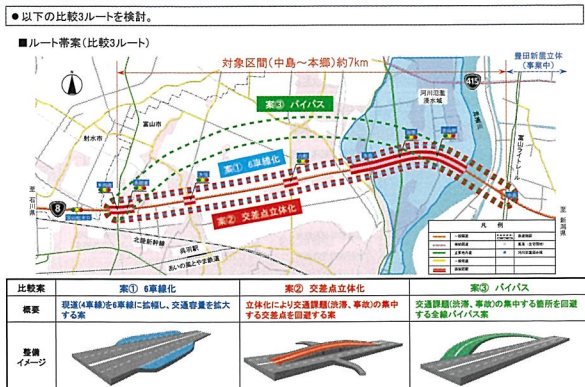 ●以下の比較3ルートを検討。
■ルート帯案(比較3ルート)
対象区間(中島～本郷)約7km
豊田新屋立体
(事業中)
415
河川氾濫
浸水域
案③ バイパス
富山市
射水市
案① 6車線化
富山ライトレール
至 石川県
8
案② 交差点立体化
至 新潟県
北陸新幹線
呉羽駅
あいの風とやま鉄道
凡 例
比較案 案① 6車線化 案② 交差点立体化 案③ バイパス
概要 現道(4車線)を6車線に拡幅し、交通容量を拡大する案
立体化により交通課題(渋滞、事故)の集中する交差点を回避する案
交通課題(渋滞、事故)の集中する箇所を回避する全線バイパス案
整備
イメージ